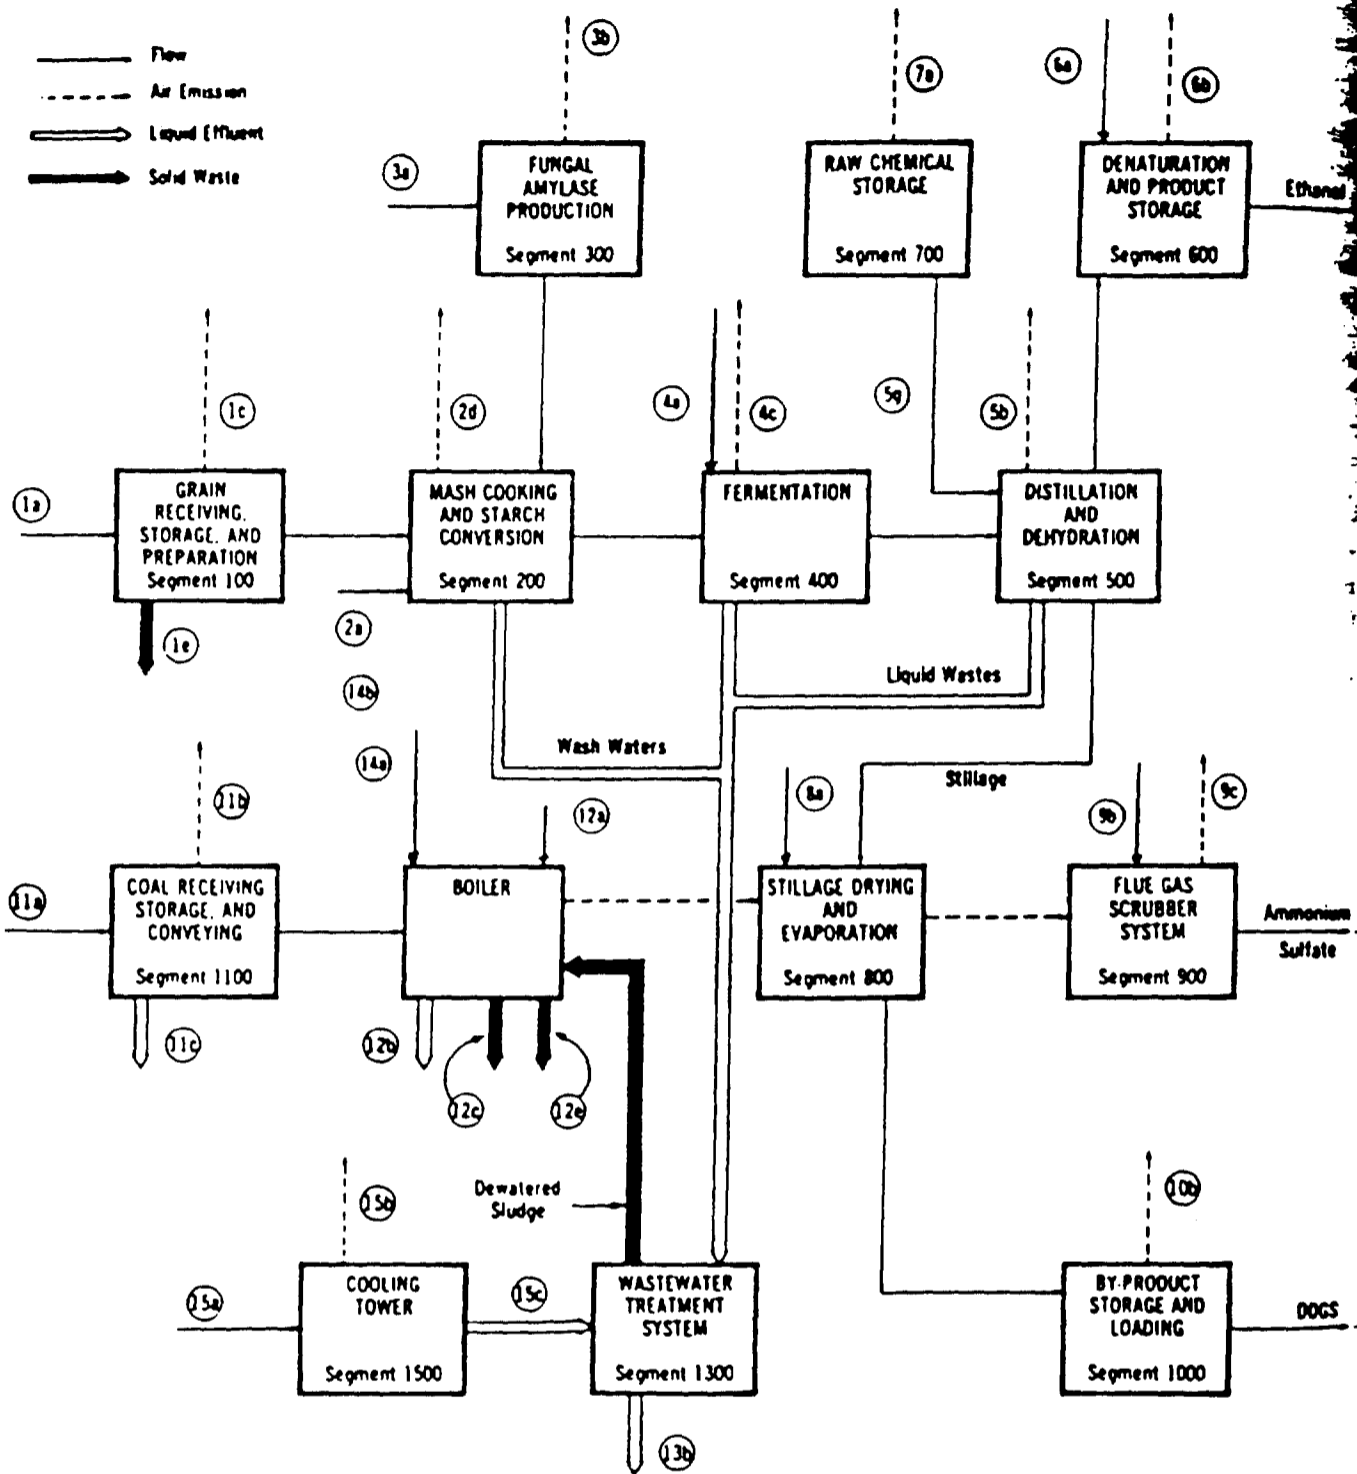 Flow
Air Emission
Liquid Effluent
Solid Waste
3b
7a
6a
6b
3a
FUNGAL
AMYLASE
PRODUCTION
Segment 300
RAW CHEMICAL
STORAGE
Segment 700
DENATURATION
AND PRODUCT
STORAGE
Segment 600
Ethanol
1c
2d
4a
4c
5g
5b
1a
GRAIN
RECEIVING,
STORAGE, AND
PREPARATION
Segment 100
MASH COOKING
AND STARCH
CONVERSION
Segment 200
FERMENTATION
Segment 400
DISTILLATION
AND
DEHYDRATION
Segment 500
1e
2a
14b
Liquid Wastes
Wash Waters
Stillage
11b
14a
12a
8a
9b
9c
11a
COAL RECEIVING
STORAGE, AND
CONVEYING
Segment 1100
BOILER
STILLAGE DRYING
AND
EVAPORATION
Segment 800
FLUE GAS
SCRUBBER
SYSTEM
Segment 900
Ammonium
Sulfate
11c
12b
12c
12e
Dewatered
Sludge
15b
10b
15a
COOLING
TOWER
Segment 1500
15c
WASTEWATER
TREATMENT
SYSTEM
Segment 1300
BY-PRODUCT
STORAGE AND
LOADING
Segment 1000
DDGS
13b